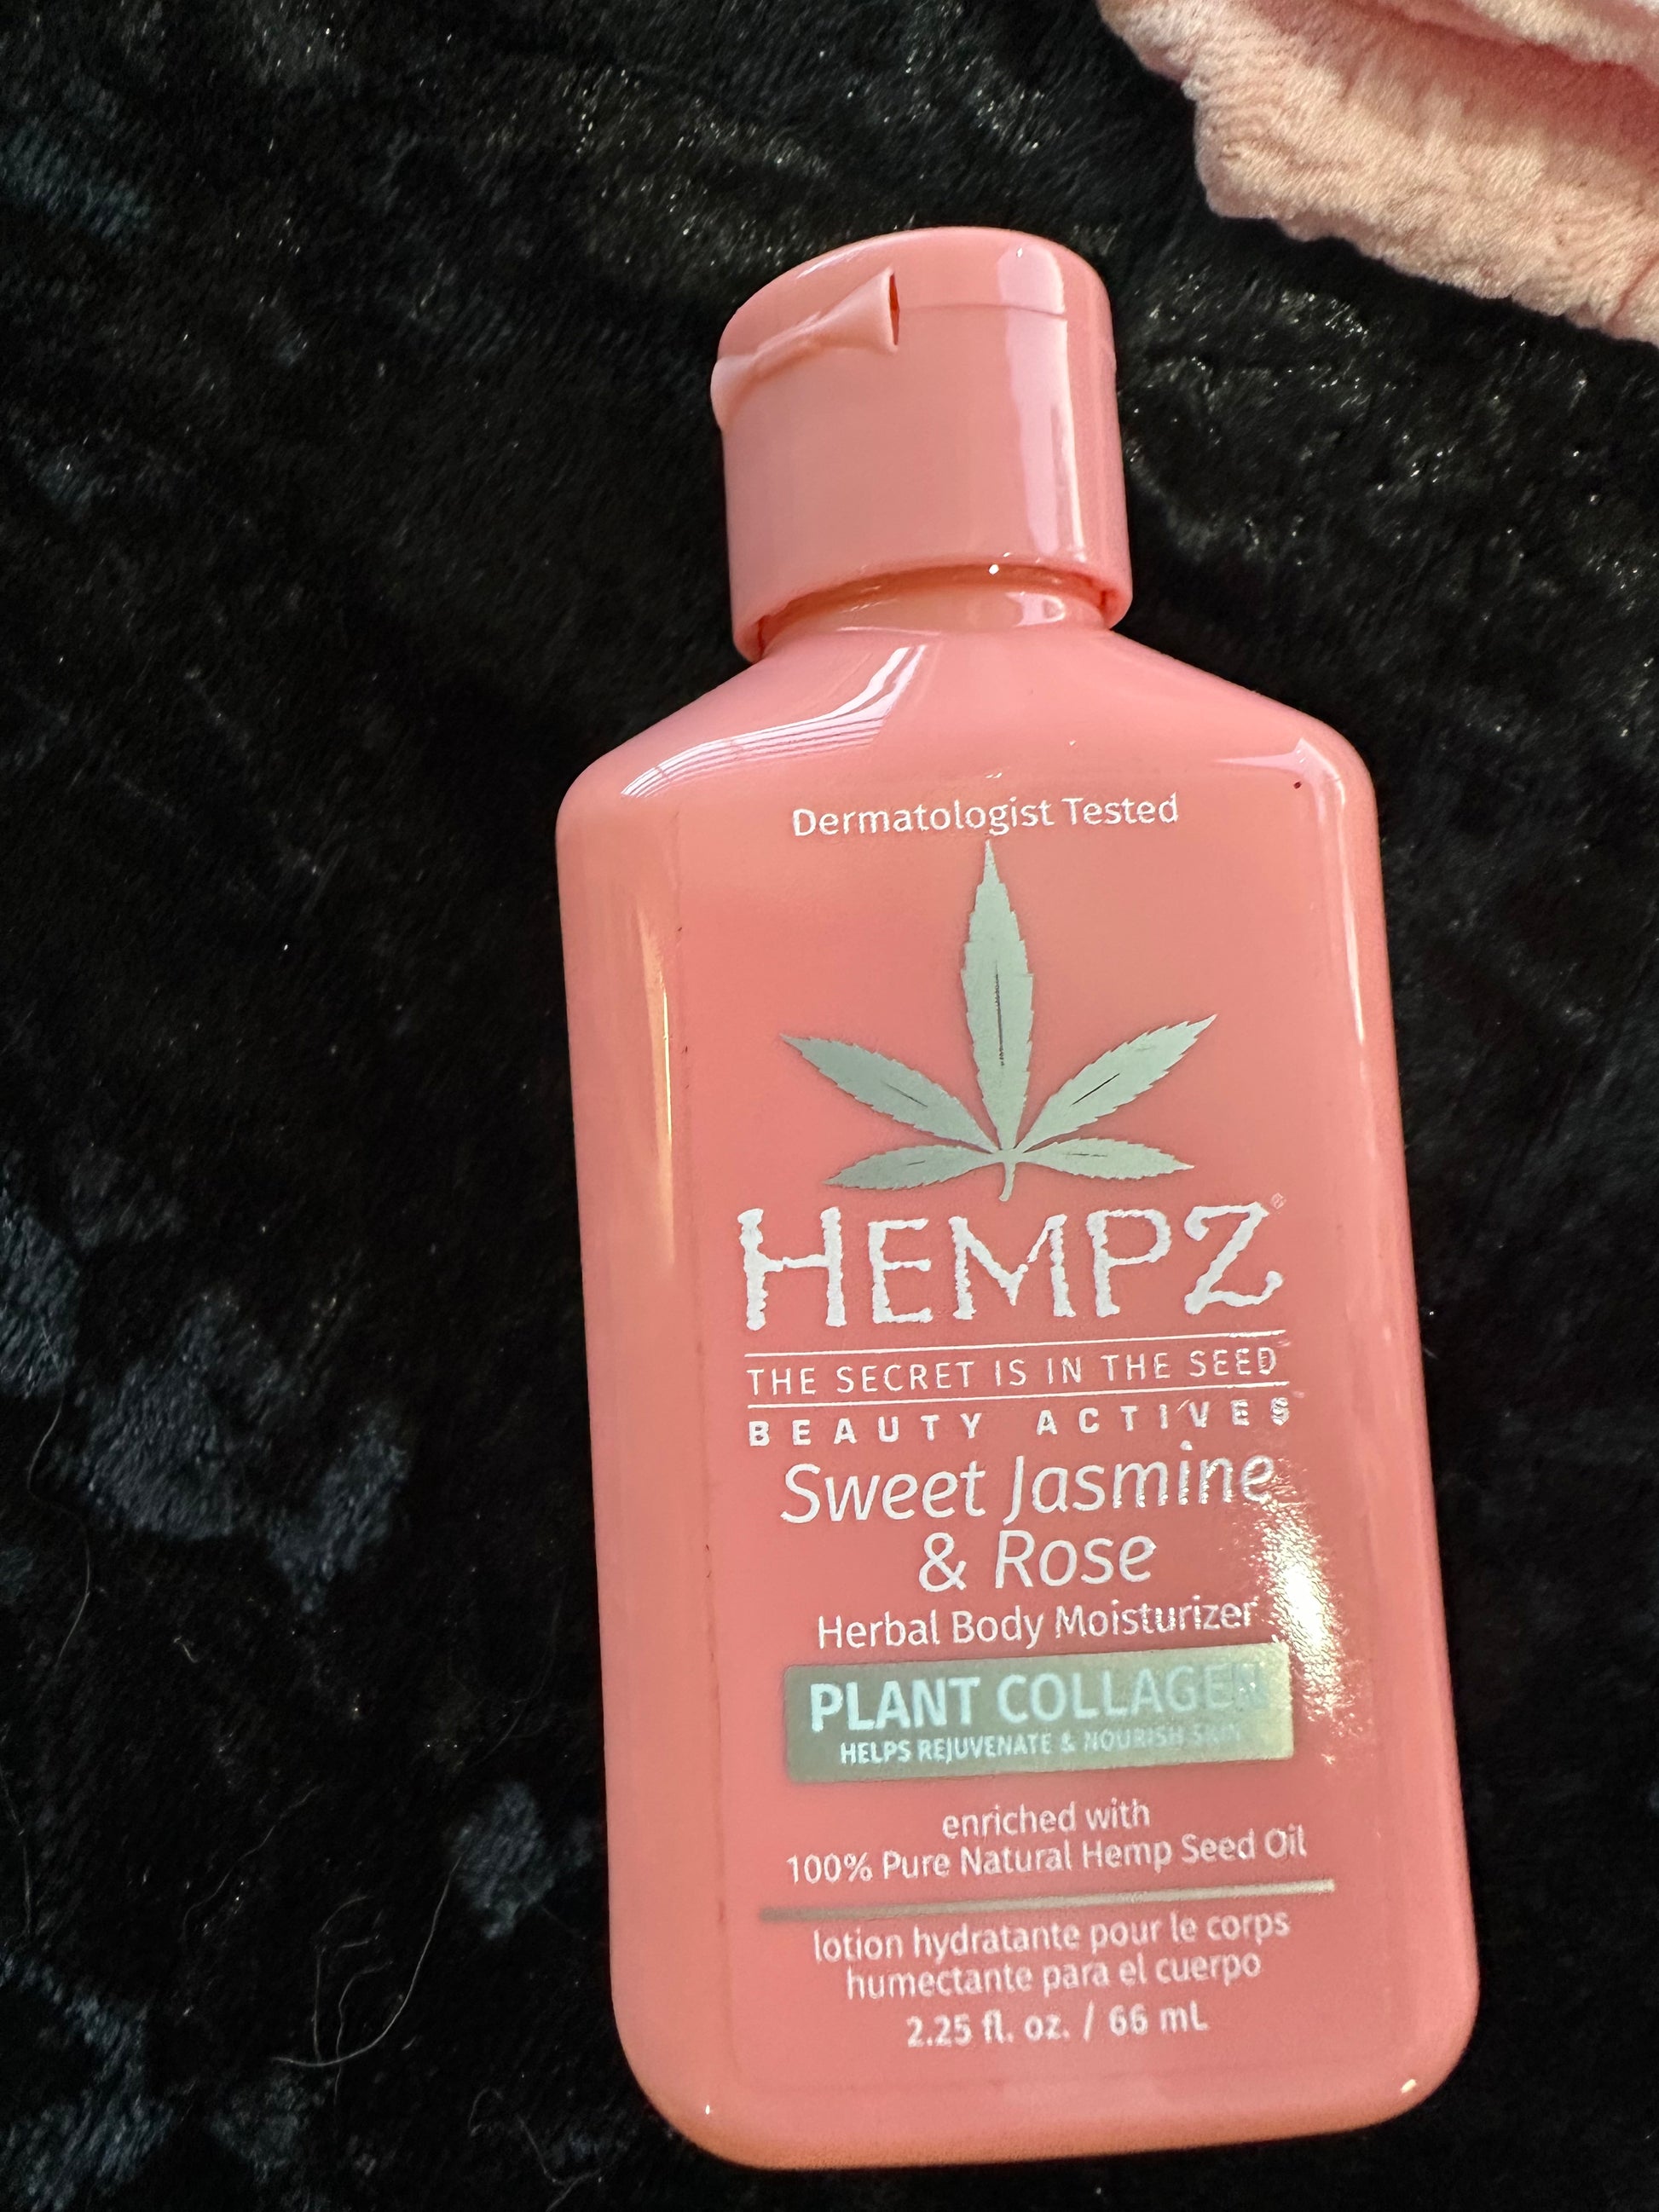 Dermatologist Tested
HEMPZ®
THE SECRET IS IN THE SEED
BEAUTY ACTIVES
Sweet Jasmine
& Rose
Herbal Body Moisturizer
PLANT COLLAGEN
HELPS REJUVENATE & NOURISH SKIN
enriched with
100% Pure Natural Hemp Seed Oil
lotion hydratante pour le corps
humectante para el cuerpo
2.25 fl. oz. / 66 mL